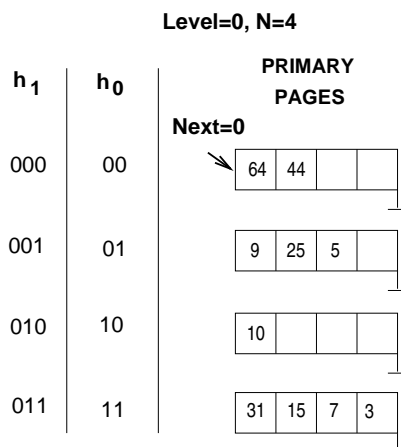 Level=0, N=4
h1 h0 PRIMARY
PAGES
Next=0
000 00 64 44
001 01 9 25 5
010 10 10
011 11 31 15 7 3